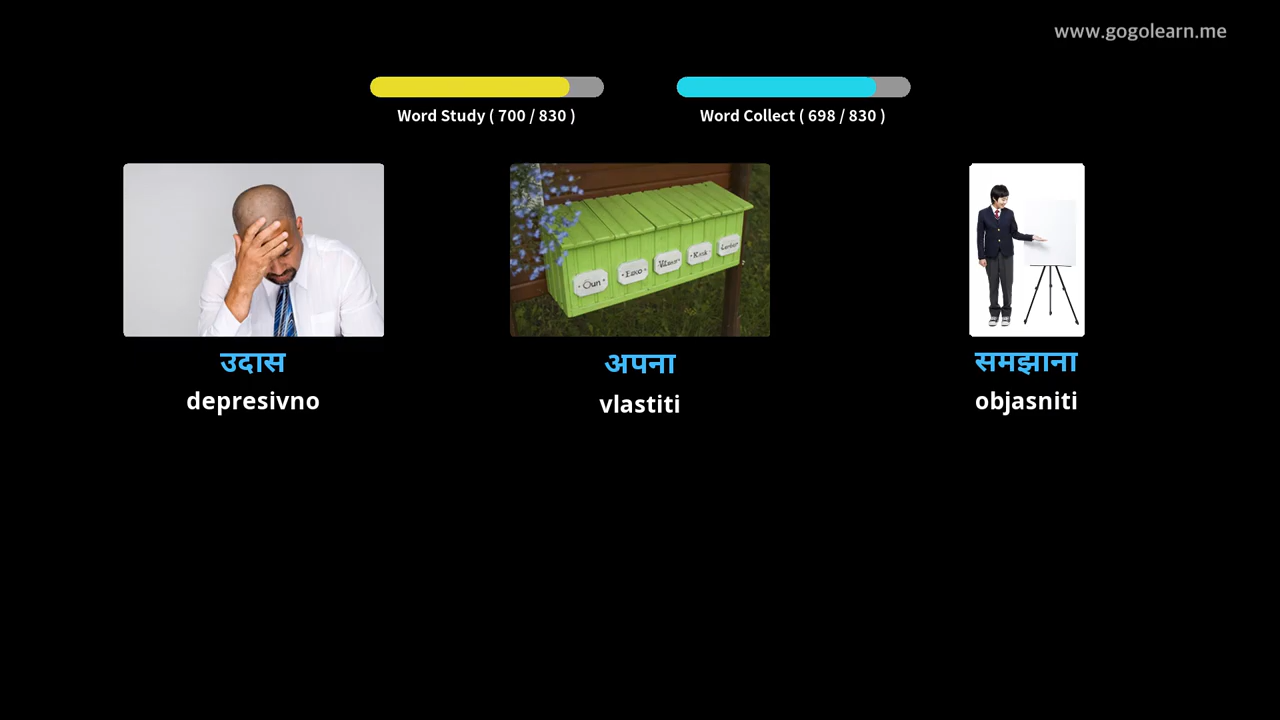 www.gogolearn.me
Word Study ( 700 / 830 )
Word Collect ( 698 / 830 )
उदास
अपना
समझाना
depresivno
vlastiti
objasniti